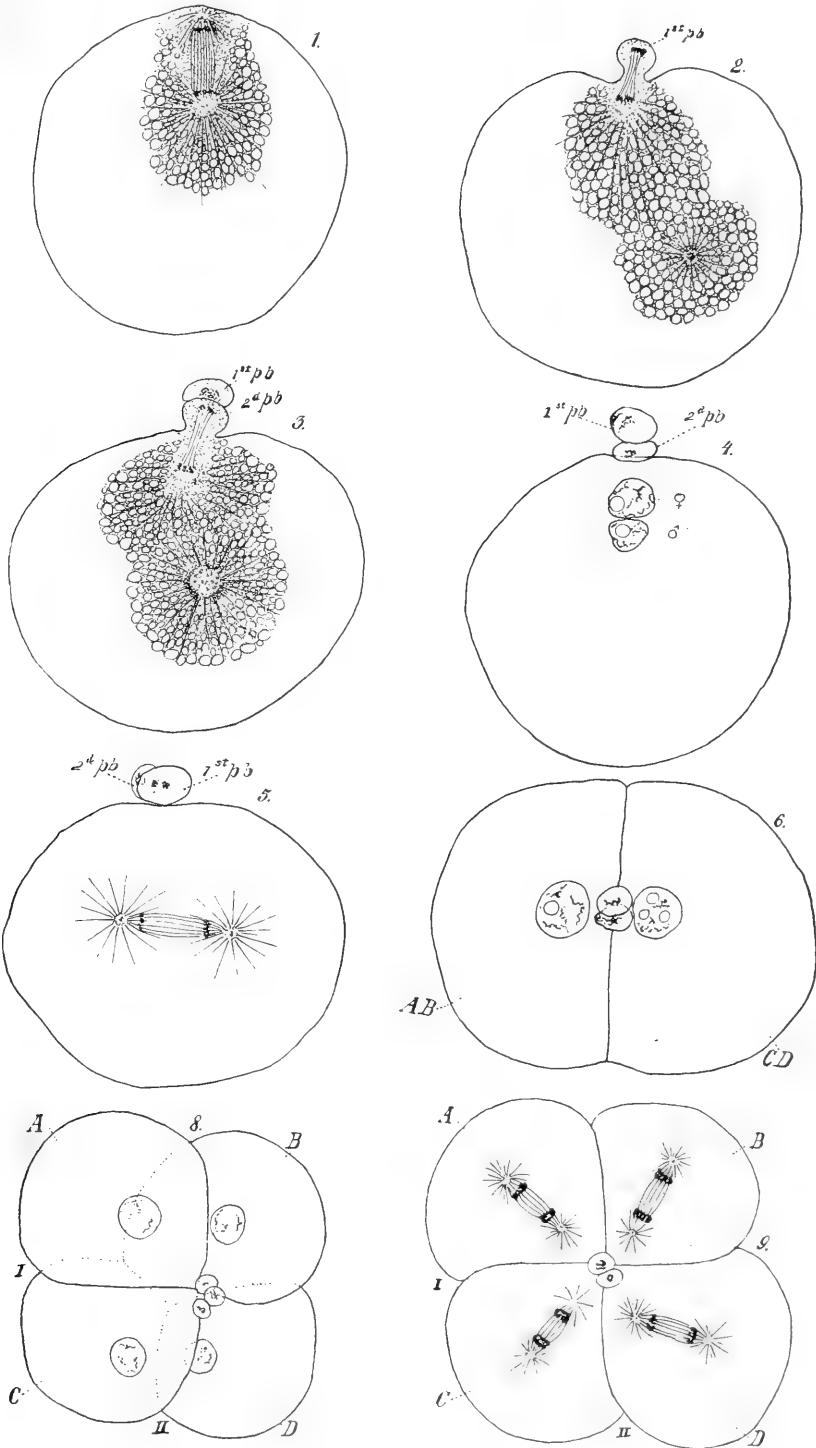 1.
1st pb
2.
1st pb
2d pb
3.
1st pb
2d pb
4.
♀
♂
2d pb
1st pb
5.
6.
AB
CD
A
8.
B
I
C
II
D
A
B
9.
I
C
II
D